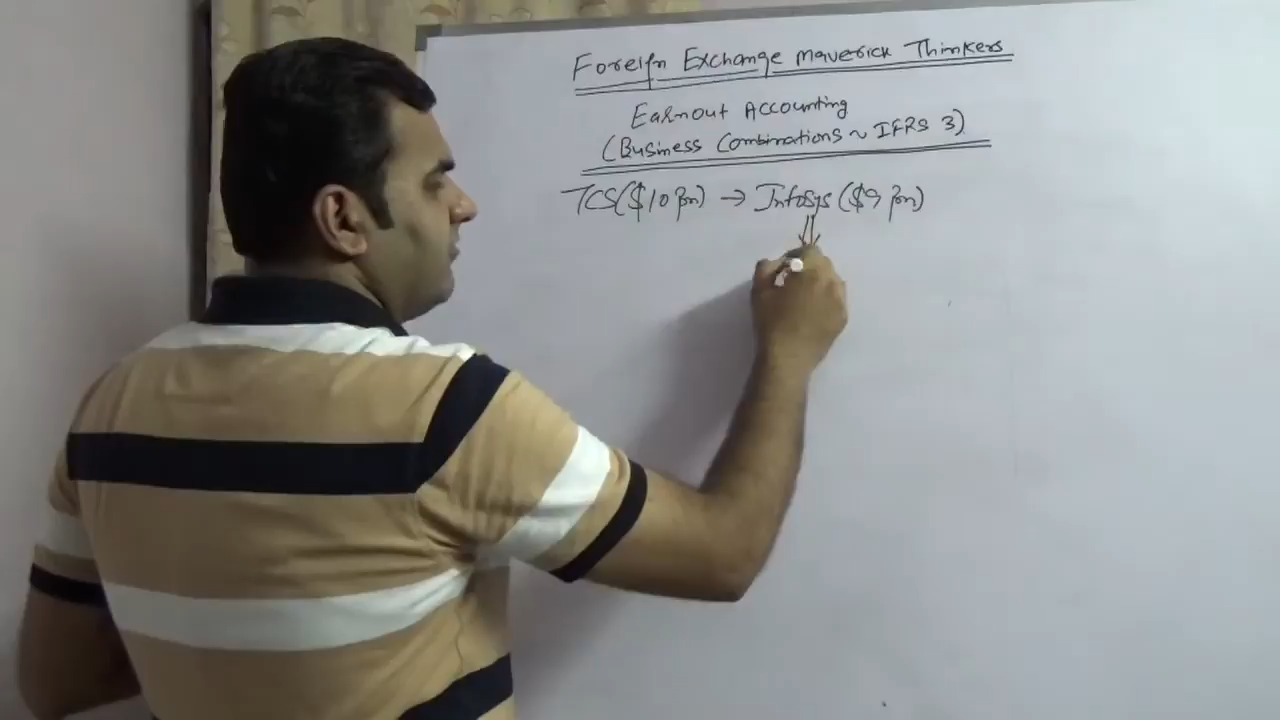 Foreign Exchange Maverick Thinkers
Earnout Accounting
(Business Combinations ~ IFRS 3)
TCS($10 Bn) → Infosys ($9 Bn)